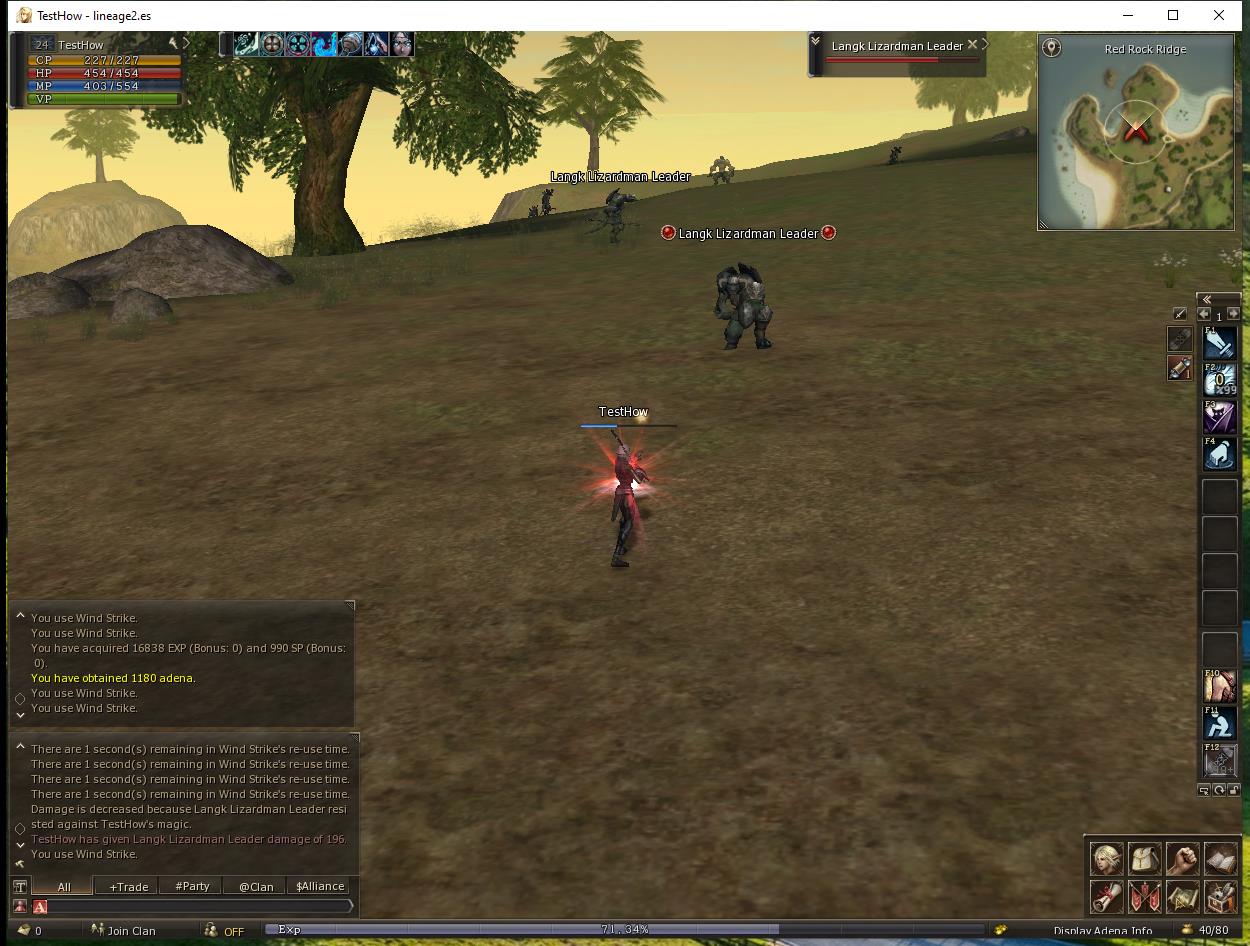 TestHow - lineage2.es
24 TestHow
CP 227/227
HP 454/454
MP 403/554
VP
Langk Lizardman Leader
Red Rock Ridge
Langk Lizardman Leader
Langk Lizardman Leader
TestHow
1
F1
F2
0
x99
F3
F4
F10
F11
F12
You use Wind Strike.
You use Wind Strike.
You have acquired 16838 EXP (Bonus: 0) and 990 SP (Bonus:
0).
You have obtained 1180 adena.
You use Wind Strike.
You use Wind Strike.
There are 1 second(s) remaining in Wind Strike's re-use time.
There are 1 second(s) remaining in Wind Strike's re-use time.
There are 1 second(s) remaining in Wind Strike's re-use time.
There are 1 second(s) remaining in Wind Strike's re-use time.
Damage is decreased because Langk Lizardman Leader resi
sted against TestHow's magic.
TestHow has given Langk Lizardman Leader damage of 196.
You use Wind Strike.
T All +Trade #Party @Clan $Alliance
A
0 Join Clan OFF Exp 71.34% Display Adena Info 40/80